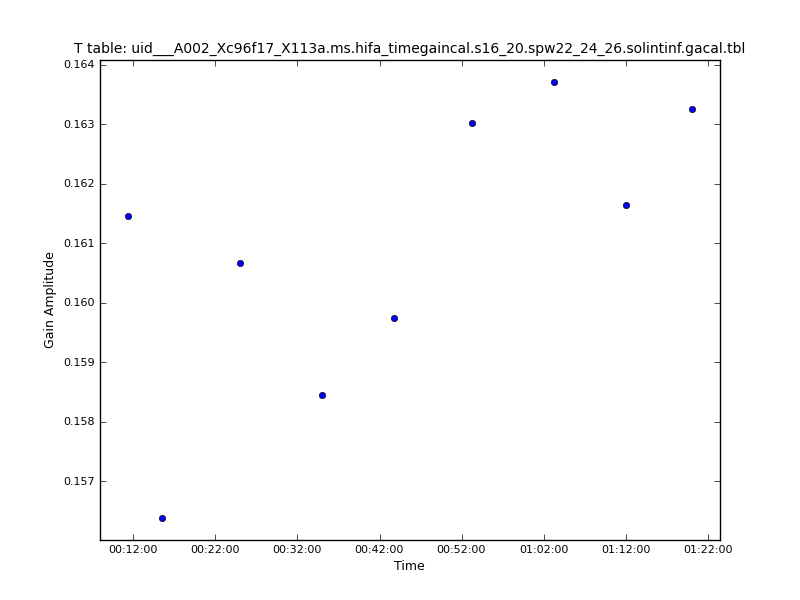 T table: uid___A002_Xc96f17_X113a.ms.hifa_timegaincal.s16_20.spw22_24_26.solintinf.gacal.tbl
0.164
0.163
0.162
0.161
0.160
0.159
0.158
0.157
Gain Amplitude
00:12:00 00:22:00 00:32:00 00:42:00 00:52:00 01:02:00 01:12:00 01:22:00
Time